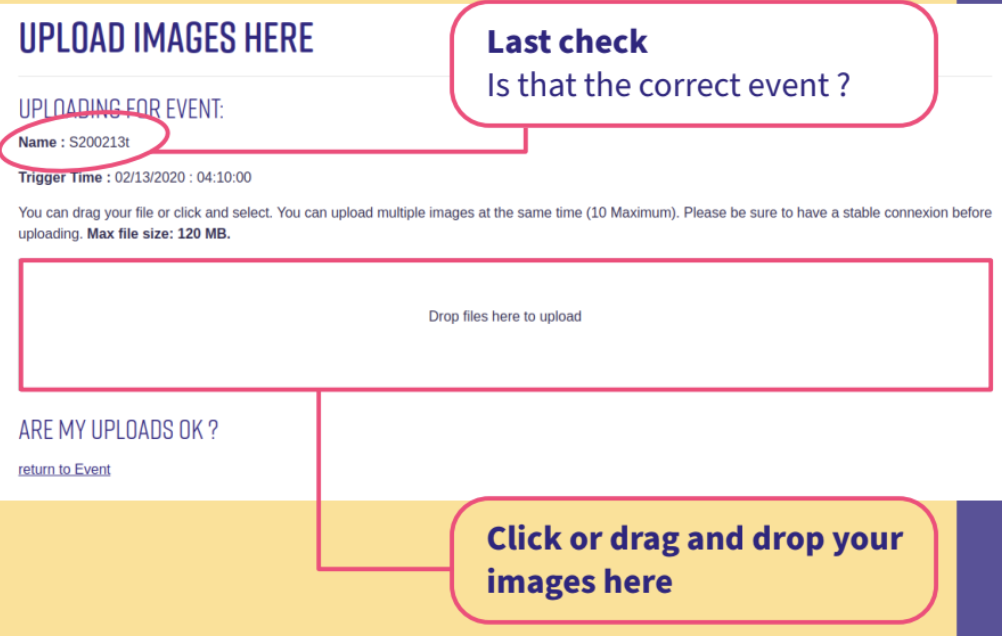 UPLOAD IMAGES HERE
Last check
Is that the correct event ?
UPLOADING FOR EVENT:
Name : S200213t
Trigger Time : 02/13/2020 : 04:10:00
You can drag your file or click and select. You can upload multiple images at the same time (10 Maximum). Please be sure to have a stable connexion before
uploading. Max file size: 120 MB.
Drop files here to upload
ARE MY UPLOADS OK ?
return to Event
Click or drag and drop your
images here